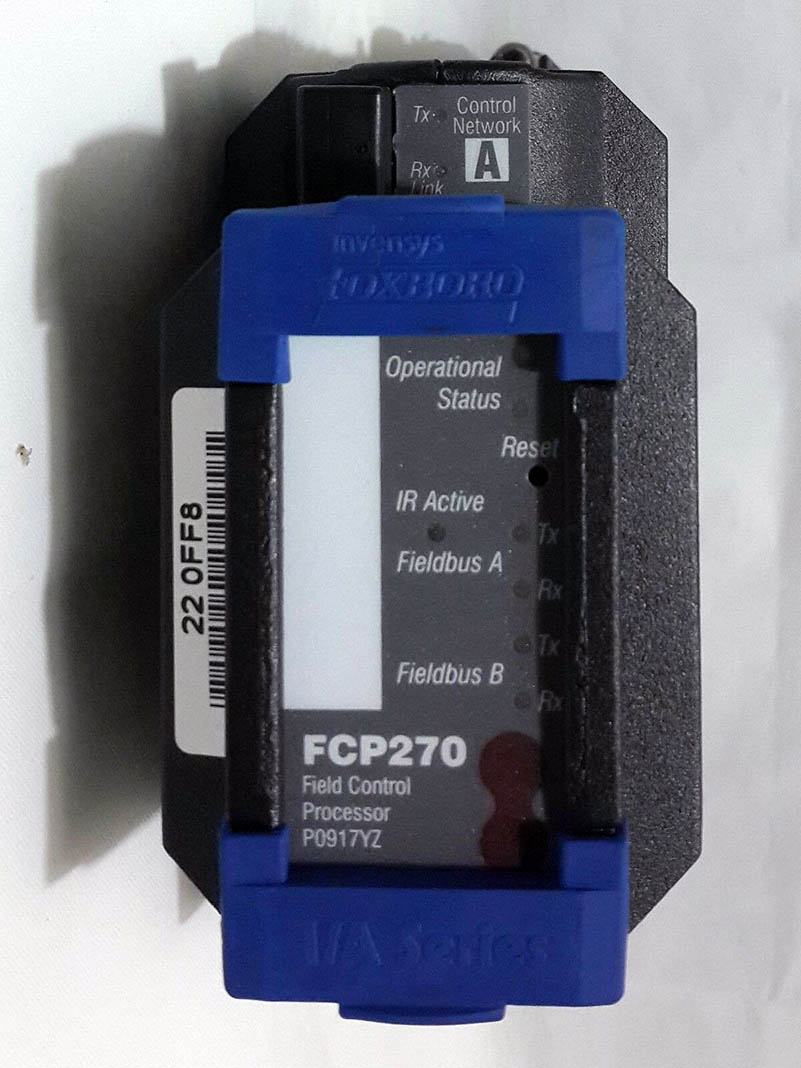 Tx
Control
Network
Rx
A
Link
invensys
FOXBORO
Operational
Status
Reset
IR Active
Tx
Fieldbus A
Rx
Tx
Fieldbus B
Rx
22 0FF8
FCP270
Field Control
Processor
P0917YZ
I/A Series